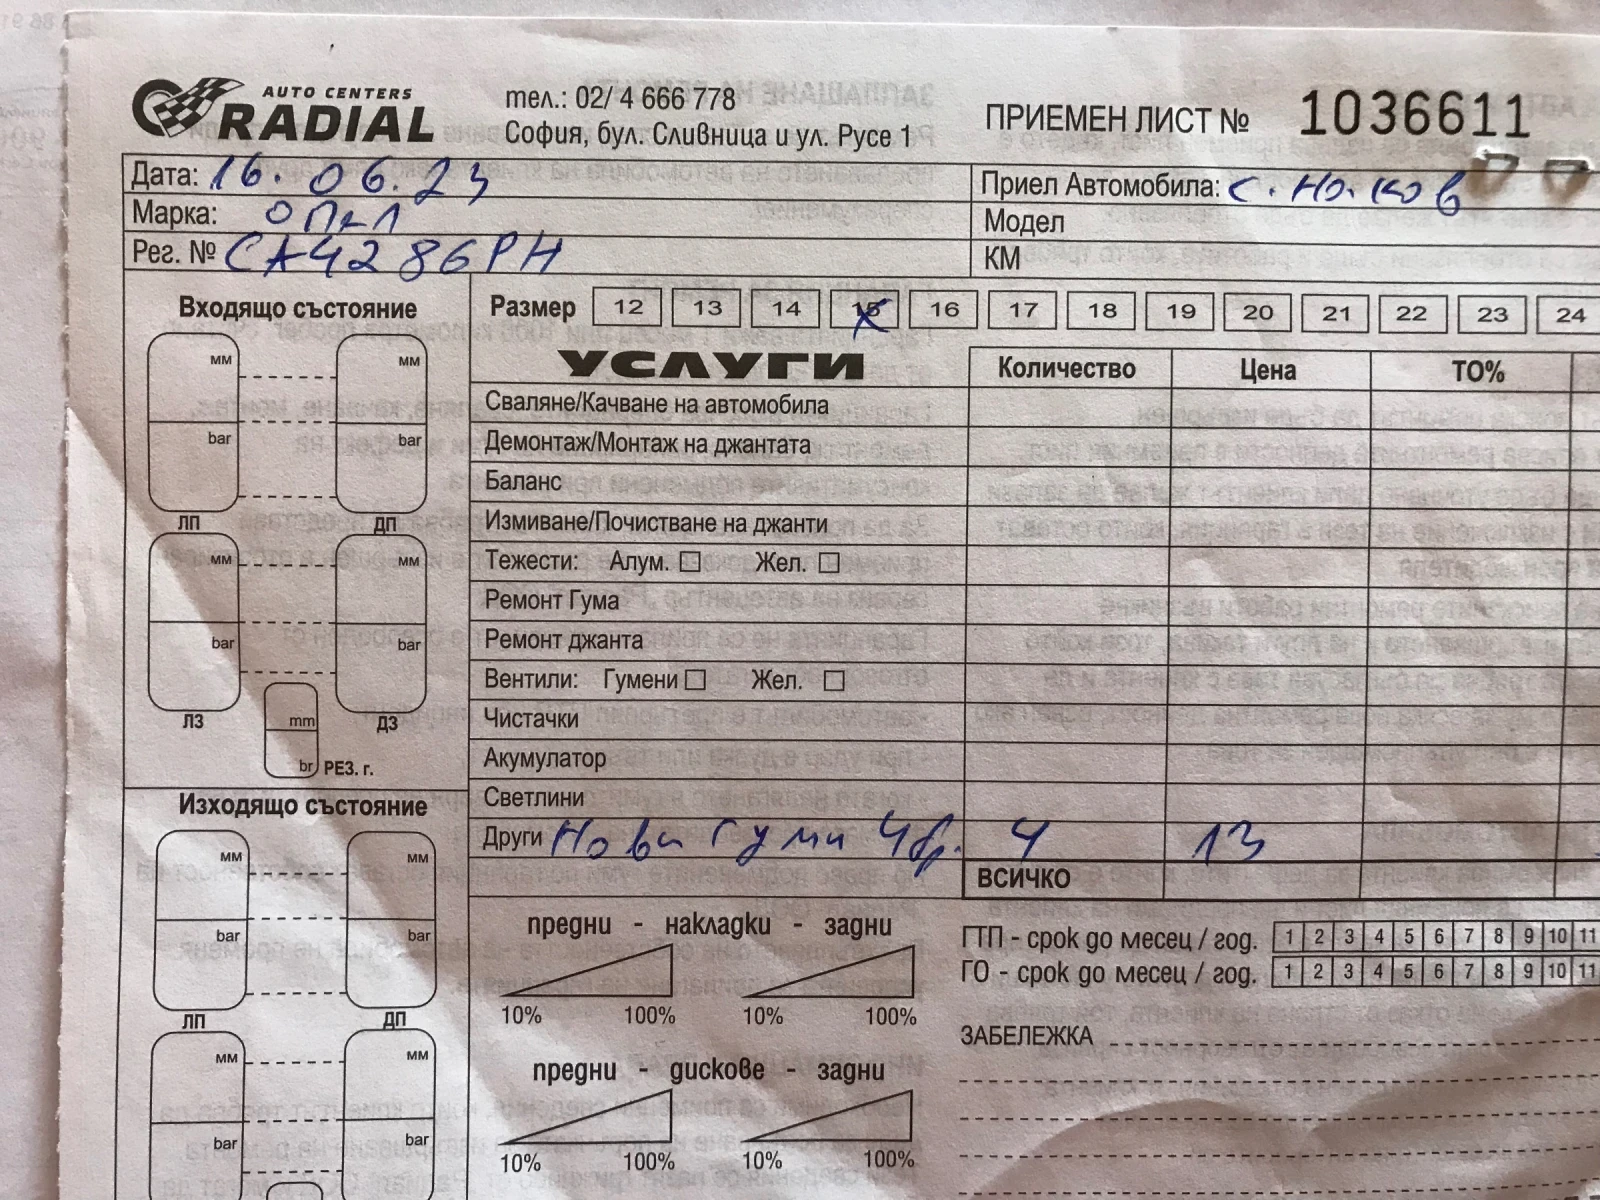 AUTO CENTERS
RADIAL
тел.: 02/ 4 666 778
София, бул. Сливница и ул. Русе 1
ПРИЕМЕН ЛИСТ № 1036611
Дата: 16.06.23
Приел Автомобила:
Марка: Опел
Модел
Рег. № CA4286PH
КМ
Входящо състояние
Размер 12 13 14 15 16 17 18 19 20 21 22 23 24
УСЛУГИ Количество Цена ТО%
Сваляне/Качване на автомобила
Демонтаж/Монтаж на джантата
Баланс
Измиване/Почистване на джанти
Тежести: Алум. Жел.
Ремонт Гума
Ремонт джанта
Вентили: Гумени Жел.
Чистачки
Акумулатор
Светлини
Други Нови Гуми 4бр. 4 13
ВСИЧКО
мм мм
bar bar
ЛП ДП
мм мм
bar bar
ЛЗ ДЗ
mm
br РЕЗ. г.
Изходящо състояние
мм мм
bar bar
ЛП ДП
мм мм
bar bar
предни - накладки - задни
10% 100% 10% 100%
предни - дискове - задни
10% 100% 10% 100%
ГТП - срок до месец / год. 1 2 3 4 5 6 7 8 9 10 11
ГО - срок до месец / год. 1 2 3 4 5 6 7 8 9 10 11
ЗАБЕЛЕЖКА